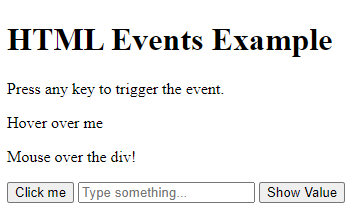 HTML Events Example
Press any key to trigger the event.
Hover over me
Mouse over the div!
Click me Type something... Show Value